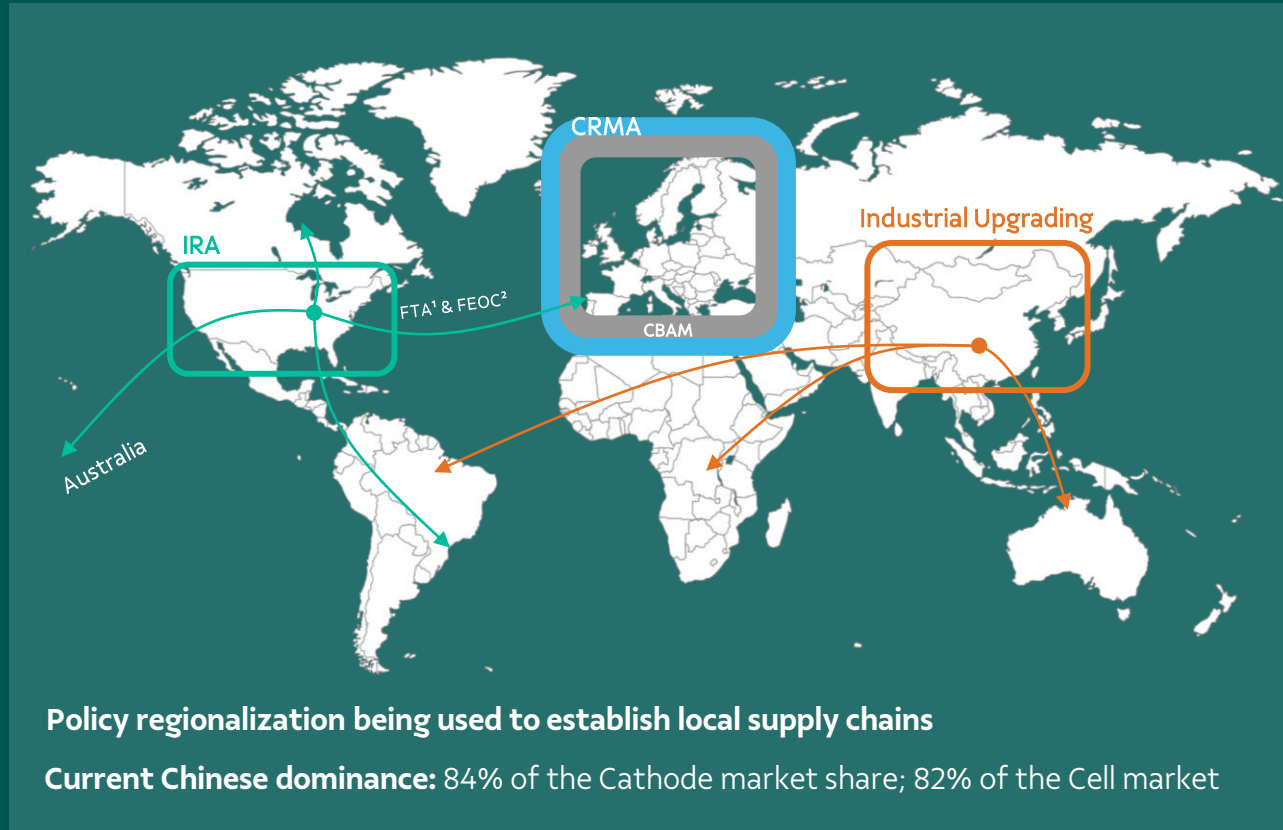 CRMA
Industrial Upgrading
IRA
FTA¹ & FEOC²
CBAM
Australia
Policy regionalization being used to establish local supply chains
Current Chinese dominance: 84% of the Cathode market share; 82% of the Cell market